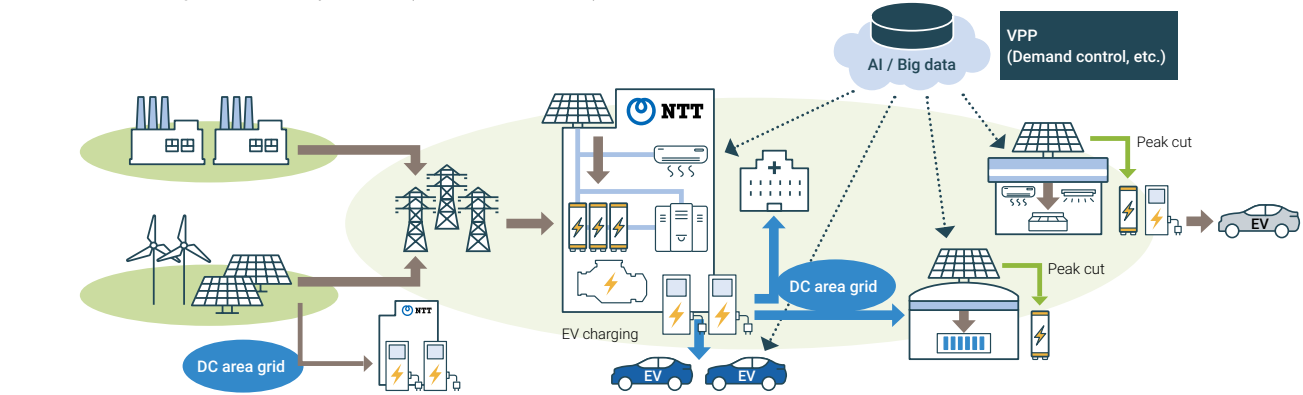 VPP
(Demand control, etc.)
AI / Big data
NTT
Peak cut
EV
DC area grid
Peak cut
EV charging
NTT
DC area grid
EV
EV